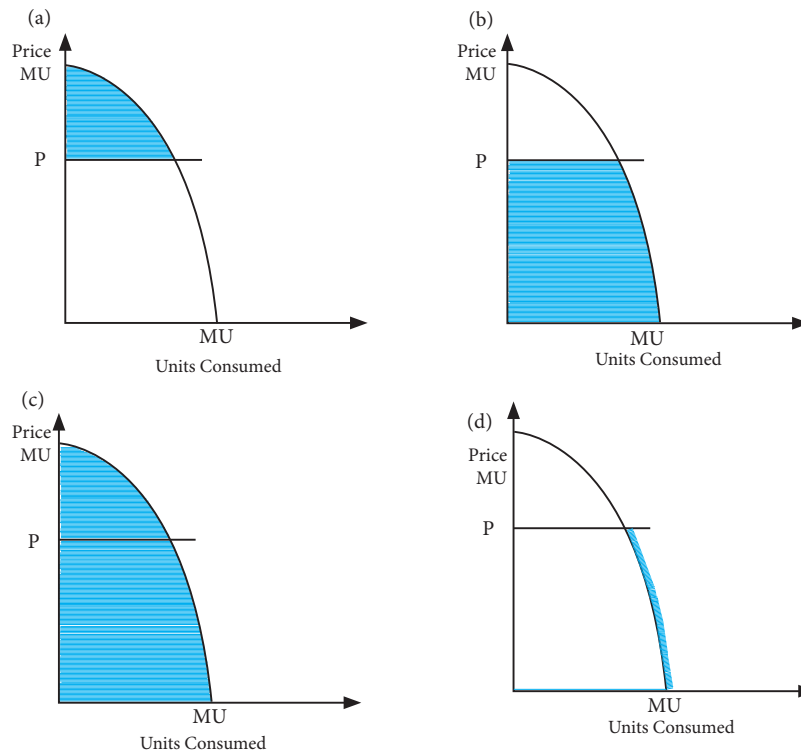 (a)
Price
MU
P
MU
Units Consumed
(b)
Price
MU
P
MU
Units Consumed
(c)
Price
MU
P
MU
Units Consumed
(d)
Price
MU
P
MU
Units Consumed